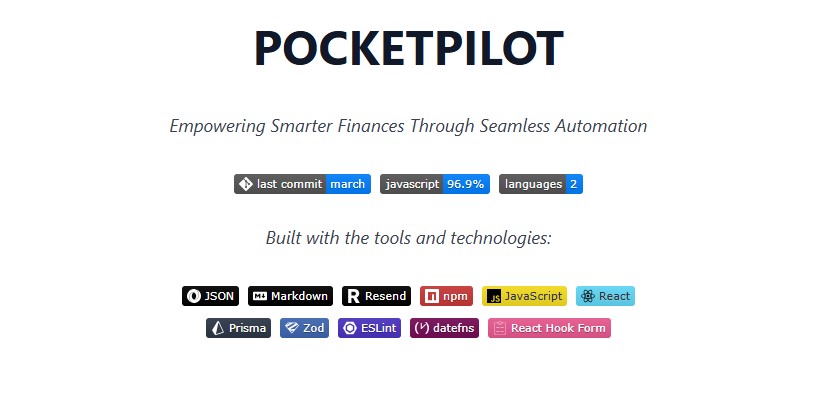 POCKETPILOT
Empowering Smarter Finances Through Seamless Automation
last commit march javascript 96.9% languages 2
Built with the tools and technologies:
JSON Markdown Resend npm JS JavaScript React
Prisma Zod ESLint datefns React Hook Form